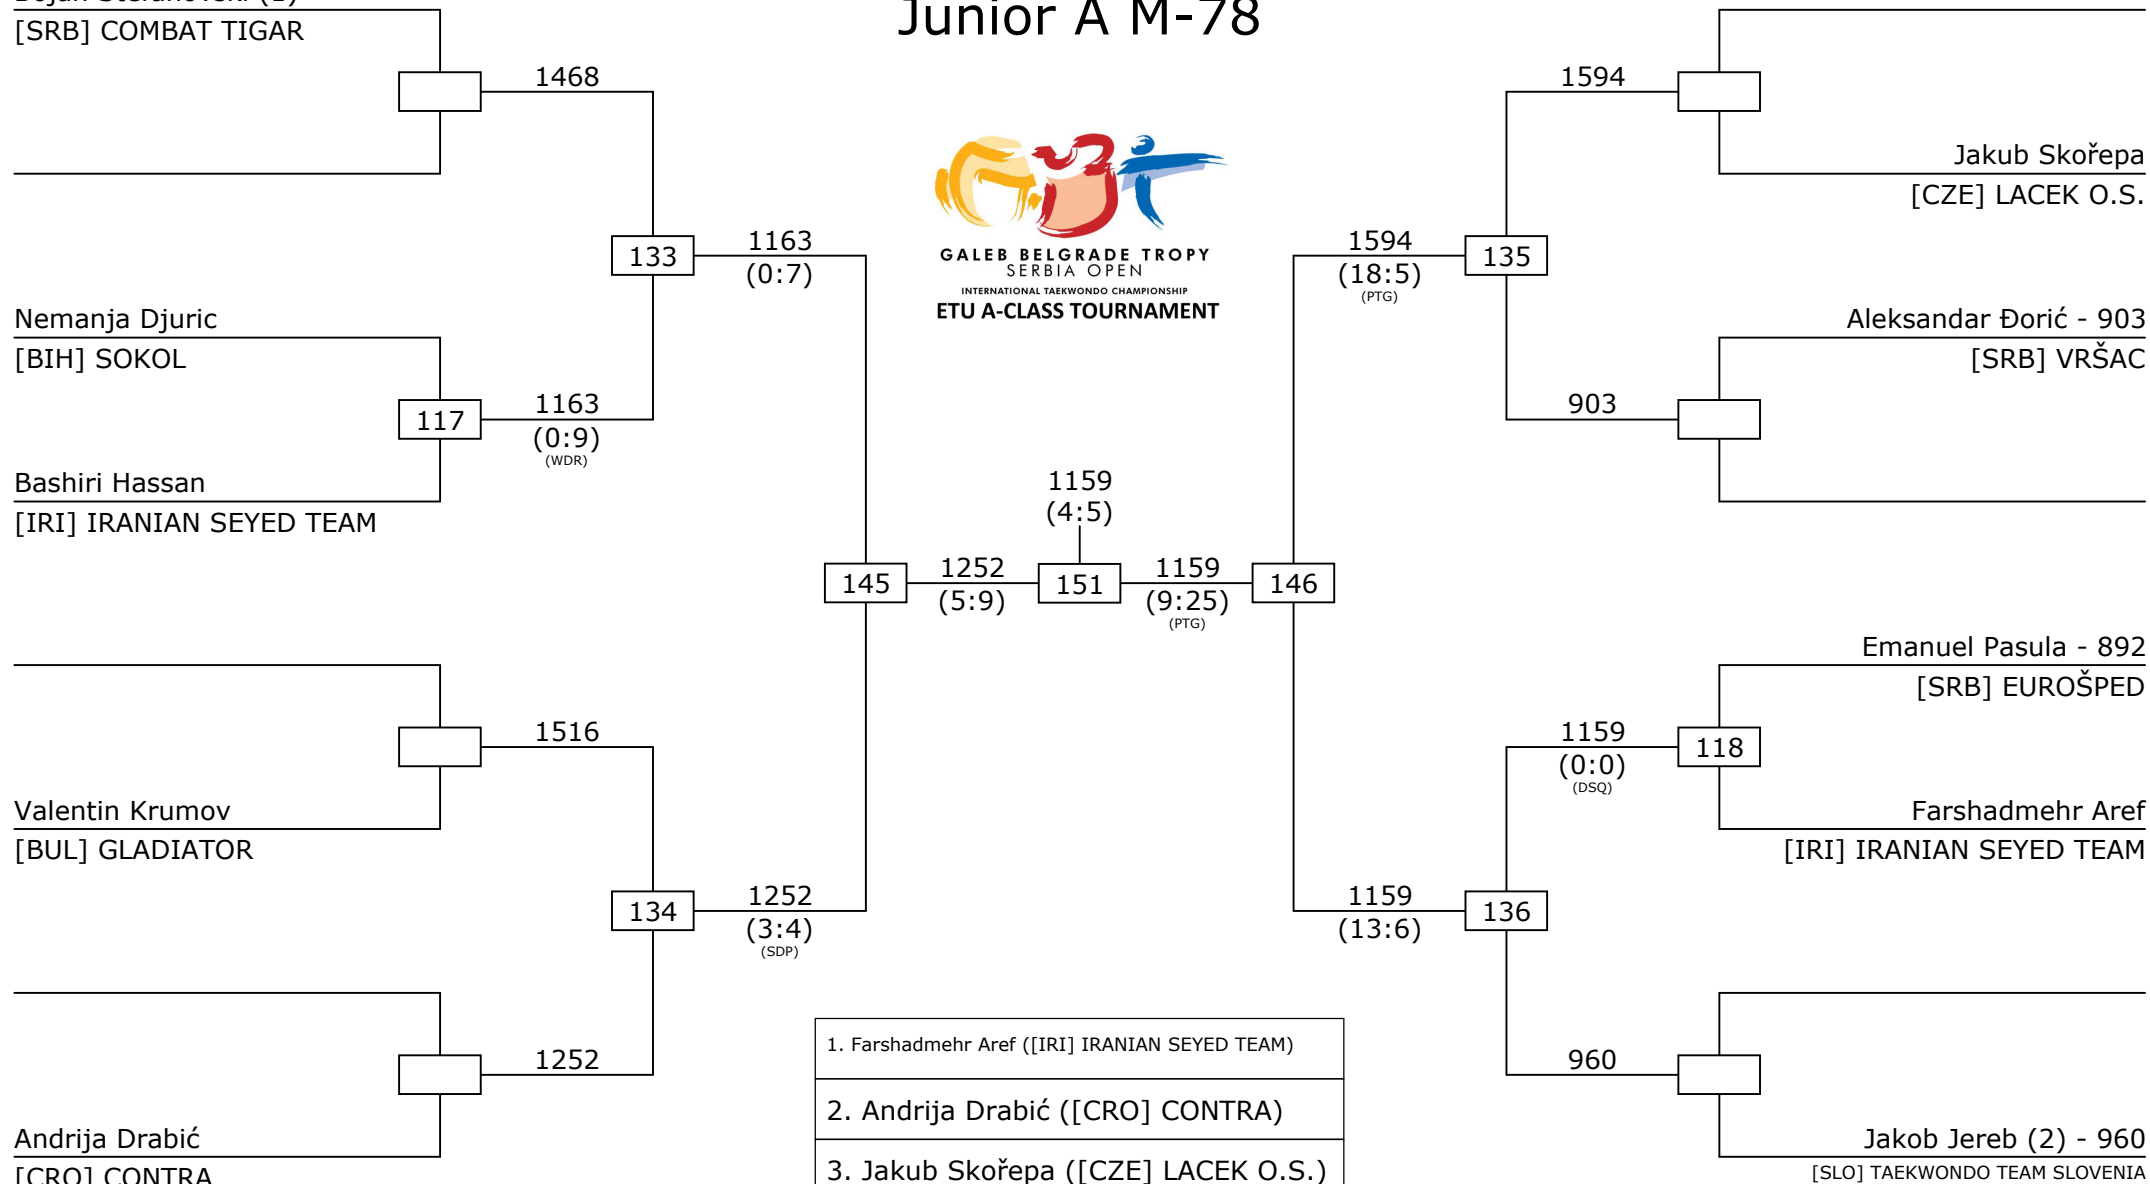 Junior A M-78
[SRB] COMBAT TIGAR
1468
1594
Jakub Skořepa
[CZE] LACEK O.S.
GALEB BELGRADE TROPY
SERBIA OPEN
INTERNATIONAL TAEKWONDO CHAMPIONSHIP
ETU A-CLASS TOURNAMENT
133
1163
(0:7)
1594
(18:5)
(PTG)
135
Nemanja Djuric
[BIH] SOKOL
Aleksandar Đorić - 903
[SRB] VRŠAC
117
1163
(0:9)
(WDR)
903
Bashiri Hassan
[IRI] IRANIAN SEYED TEAM
1159
(4:5)
145
1252
(5:9)
151
1159
(9:25)
(PTG)
146
Emanuel Pasula - 892
[SRB] EUROŠPED
1516
1159
(0:0)
(DSQ)
118
Valentin Krumov
[BUL] GLADIATOR
Farshadmehr Aref
[IRI] IRANIAN SEYED TEAM
134
1252
(3:4)
(SDP)
1159
(13:6)
136
1252
960
1. Farshadmehr Aref ([IRI] IRANIAN SEYED TEAM)
2. Andrija Drabić ([CRO] CONTRA)
3. Jakub Skořepa ([CZE] LACEK O.S.)
Andrija Drabić
[CRO] CONTRA
Jakob Jereb (2) - 960
[SLO] TAEKWONDO TEAM SLOVENIA